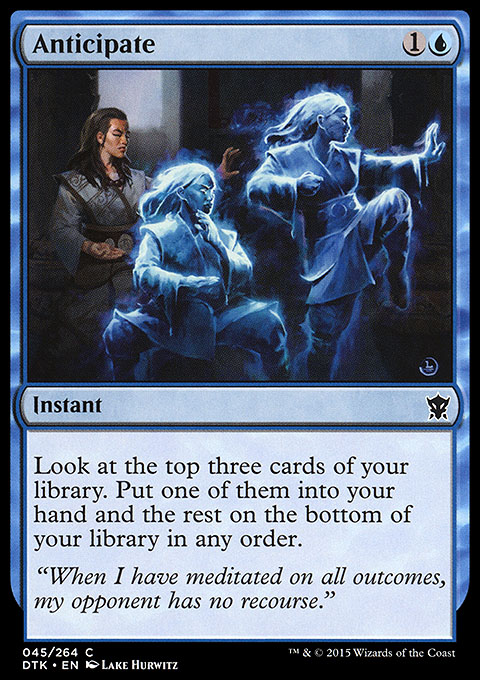 Anticipate 1
Instant
Look at the top three cards of your
library. Put one of them into your
hand and the rest on the bottom of
your library in any order.
“When I have meditated on all outcomes,
my opponent has no recourse.”
045/264 C
DTK • EN Lake Hurwitz
™ & © 2015 Wizards of the Coast